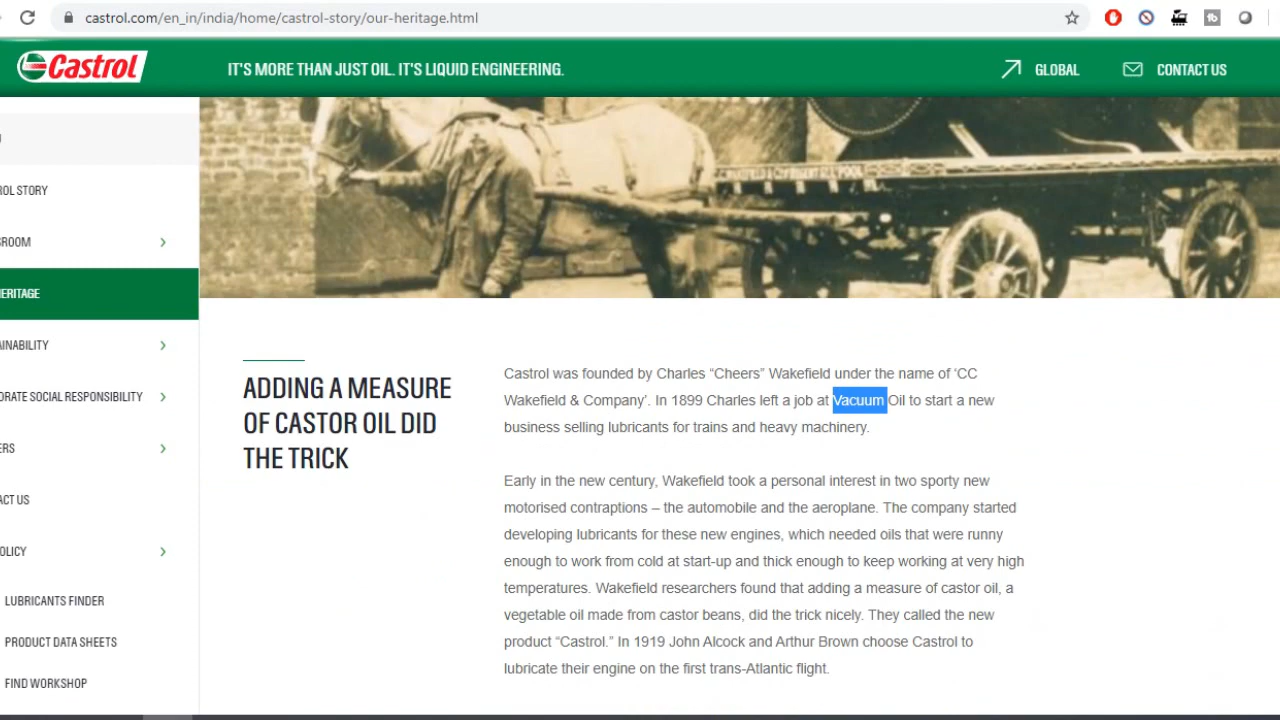 castrol.com/en_in/india/home/castrol-story/our-heritage.html
Castrol
IT'S MORE THAN JUST OIL. IT'S LIQUID ENGINEERING.
GLOBAL
CONTACT US
ROL STORY
SROOM
HERITAGE
AINABILITY
ORATE SOCIAL RESPONSIBILITY
ERS
ACT US
OLICY
LUBRICANTS FINDER
PRODUCT DATA SHEETS
FIND WORKSHOP
ADDING A MEASURE
OF CASTOR OIL DID
THE TRICK
Castrol was founded by Charles “Cheers” Wakefield under the name of ‘CC
Wakefield & Company’. In 1899 Charles left a job at Vacuum Oil to start a new
business selling lubricants for trains and heavy machinery.
Early in the new century, Wakefield took a personal interest in two sporty new
motorised contraptions – the automobile and the aeroplane. The company started
developing lubricants for these new engines, which needed oils that were runny
enough to work from cold at start-up and thick enough to keep working at very high
temperatures. Wakefield researchers found that adding a measure of castor oil, a
vegetable oil made from castor beans, did the trick nicely. They called the new
product “Castrol.” In 1919 John Alcock and Arthur Brown choose Castrol to
lubricate their engine on the first trans-Atlantic flight.